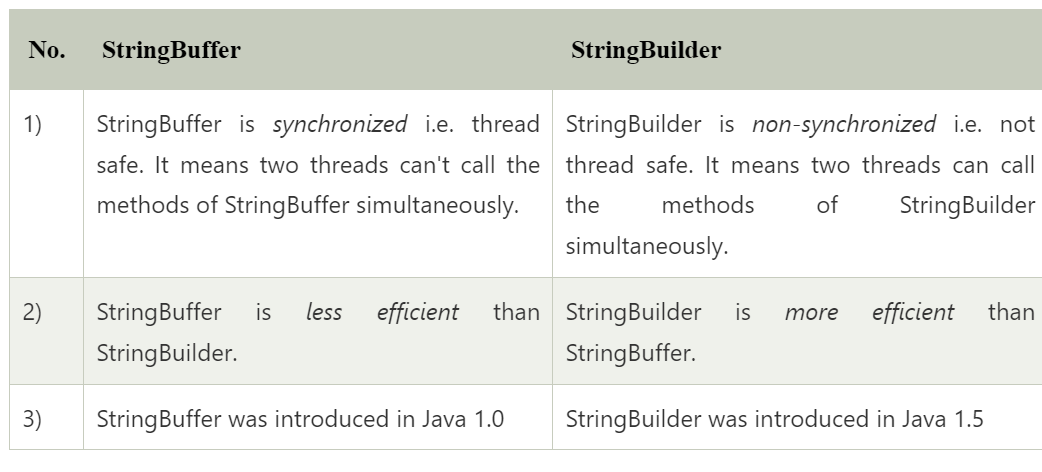 No. StringBuffer StringBuilder
1)
StringBuffer is synchronized i.e. thread
safe. It means two threads can't call the
methods of StringBuffer simultaneously.
StringBuilder is non-synchronized i.e. not
thread safe. It means two threads can call
the methods of StringBuilder
simultaneously.
2)
StringBuffer is less efficient than
StringBuilder.
StringBuilder is more efficient than
StringBuffer.
3)
StringBuffer was introduced in Java 1.0
StringBuilder was introduced in Java 1.5